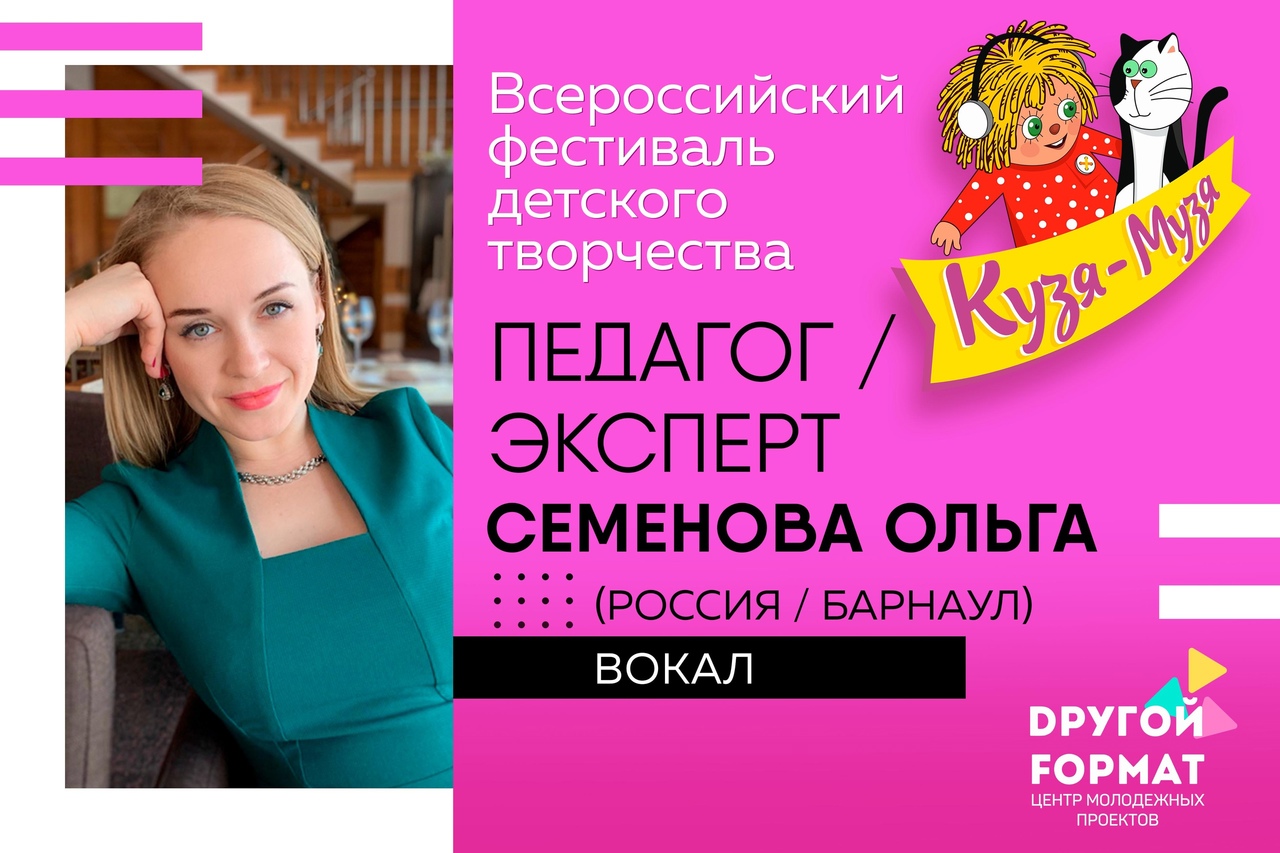 Всероссийский
фестиваль
детского
творчества
Кузя-Музя
ПЕДАГОГ /
ЭКСПЕРТ
СЕМЕНОВА ОЛЬГА
(РОССИЯ / БАРНАУЛ)
ВОКАЛ
DРУГОЙ
FОРМАТ
ЦЕНТР МОЛОДЕЖНЫХ
ПРОЕКТОВ